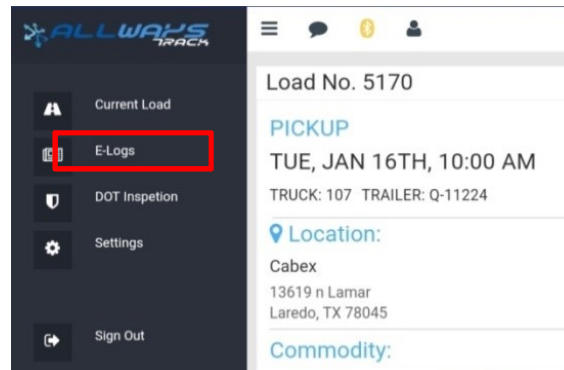 ALLWAYS
TRACK
Current Load
E-Logs
DOT Inspetion
Settings
Sign Out
Load No. 5170
PICKUP
TUE, JAN 16TH, 10:00 AM
TRUCK: 107 TRAILER: Q-11224
Location:
Cabex
13619 n Lamar
Laredo, TX 78045
Commodity: